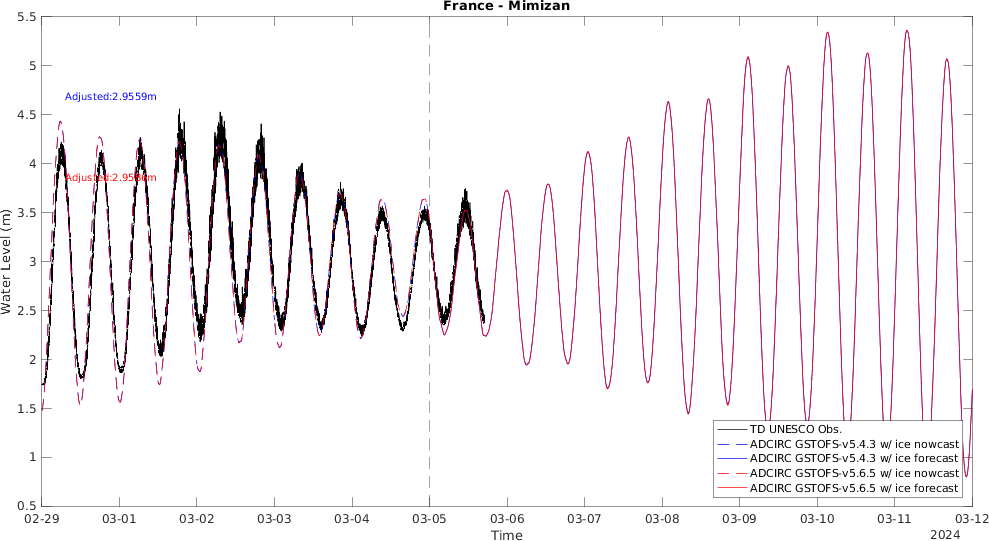 France - Mimizan
Water Level (m)
5.5
5
4.5
4
3.5
3
2.5
2
1.5
1
0.5
Adjusted:2.9559m
TD UNESCO Obs.
ADCIRC GSTOFS-v5.4.3 w/ ice nowcast
ADCIRC GSTOFS-v5.4.3 w/ ice forecast
ADCIRC GSTOFS-v5.6.5 w/ ice nowcast
ADCIRC GSTOFS-v5.6.5 w/ ice forecast
02-29 03-01 03-02 03-03 03-04 03-05 03-06 03-07 03-08 03-09 03-10 03-11 03-12
Time
2024